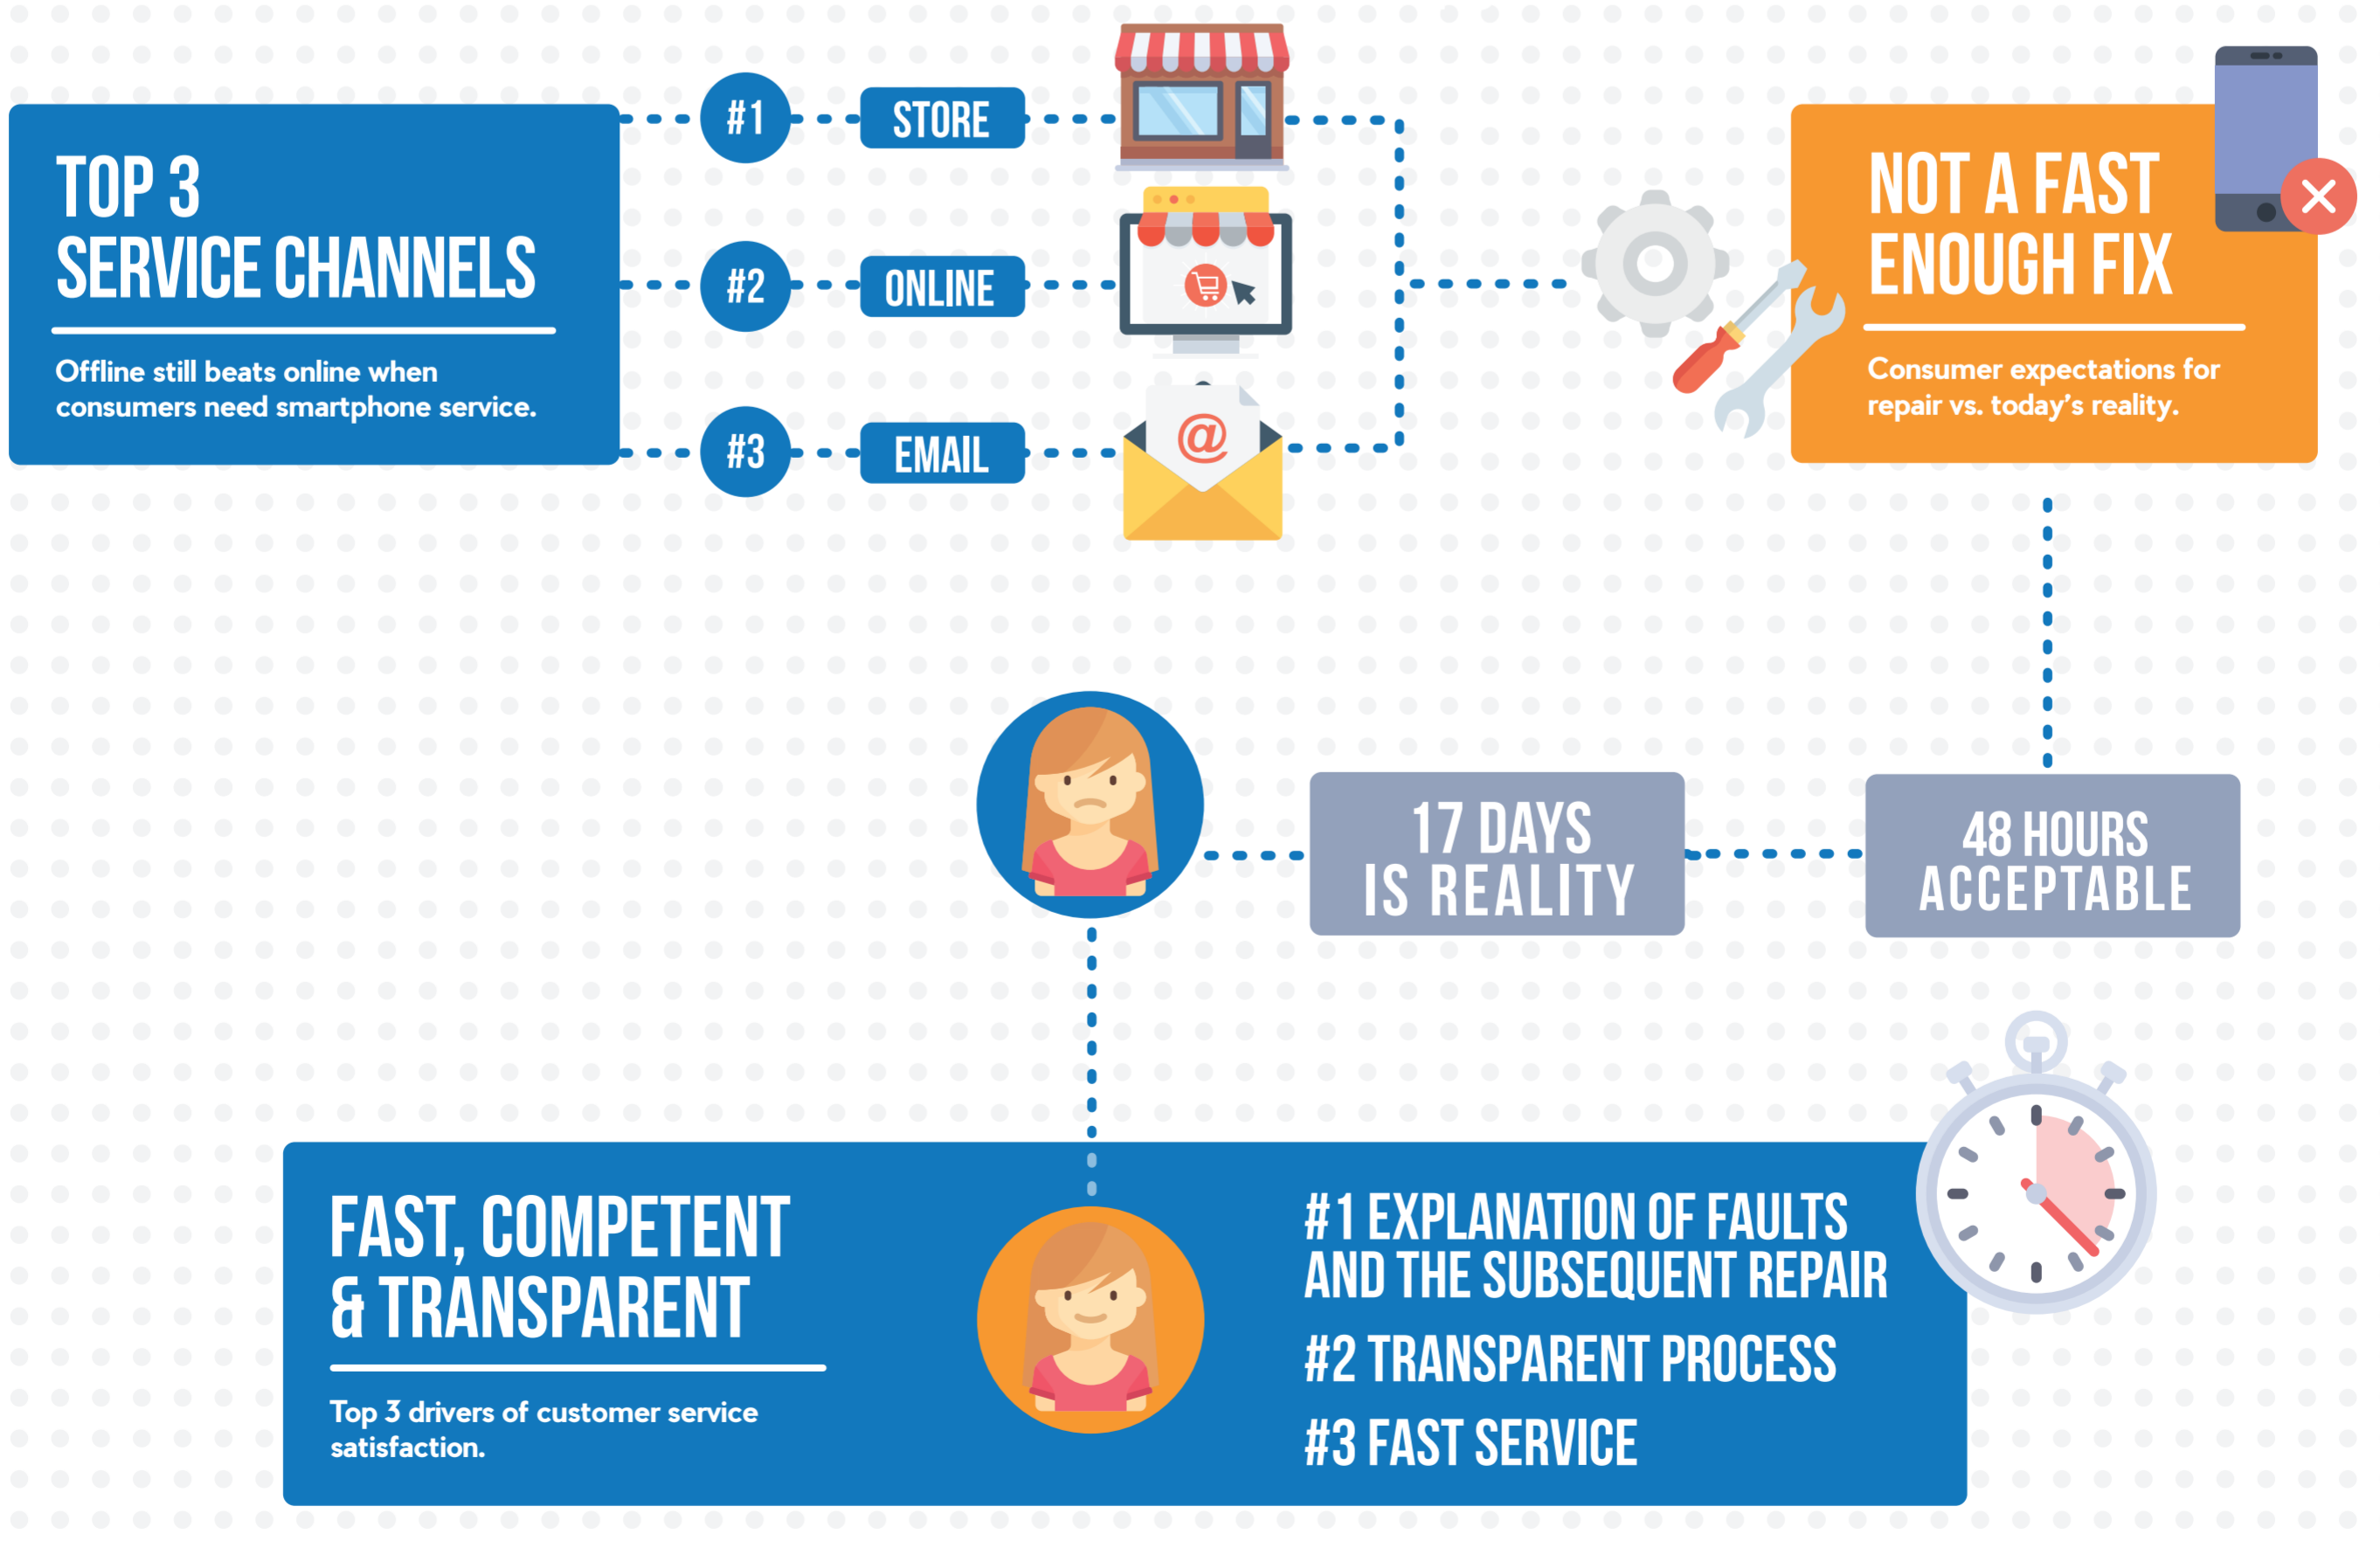 TOP 3
SERVICE CHANNELS
Offline still beats online when
consumers need smartphone service.
#1
STORE
#2
ONLINE
#3
EMAIL
@
NOT A FAST
ENOUGH FIX
Consumer expectations for
repair vs. today's reality.
48 HOURS
ACCEPTABLE
17 DAYS
IS REALITY
FAST, COMPETENT
& TRANSPARENT
Top 3 drivers of customer service
satisfaction.
#1 EXPLANATION OF FAULTS
AND THE SUBSEQUENT REPAIR
#2 TRANSPARENT PROCESS
#3 FAST SERVICE